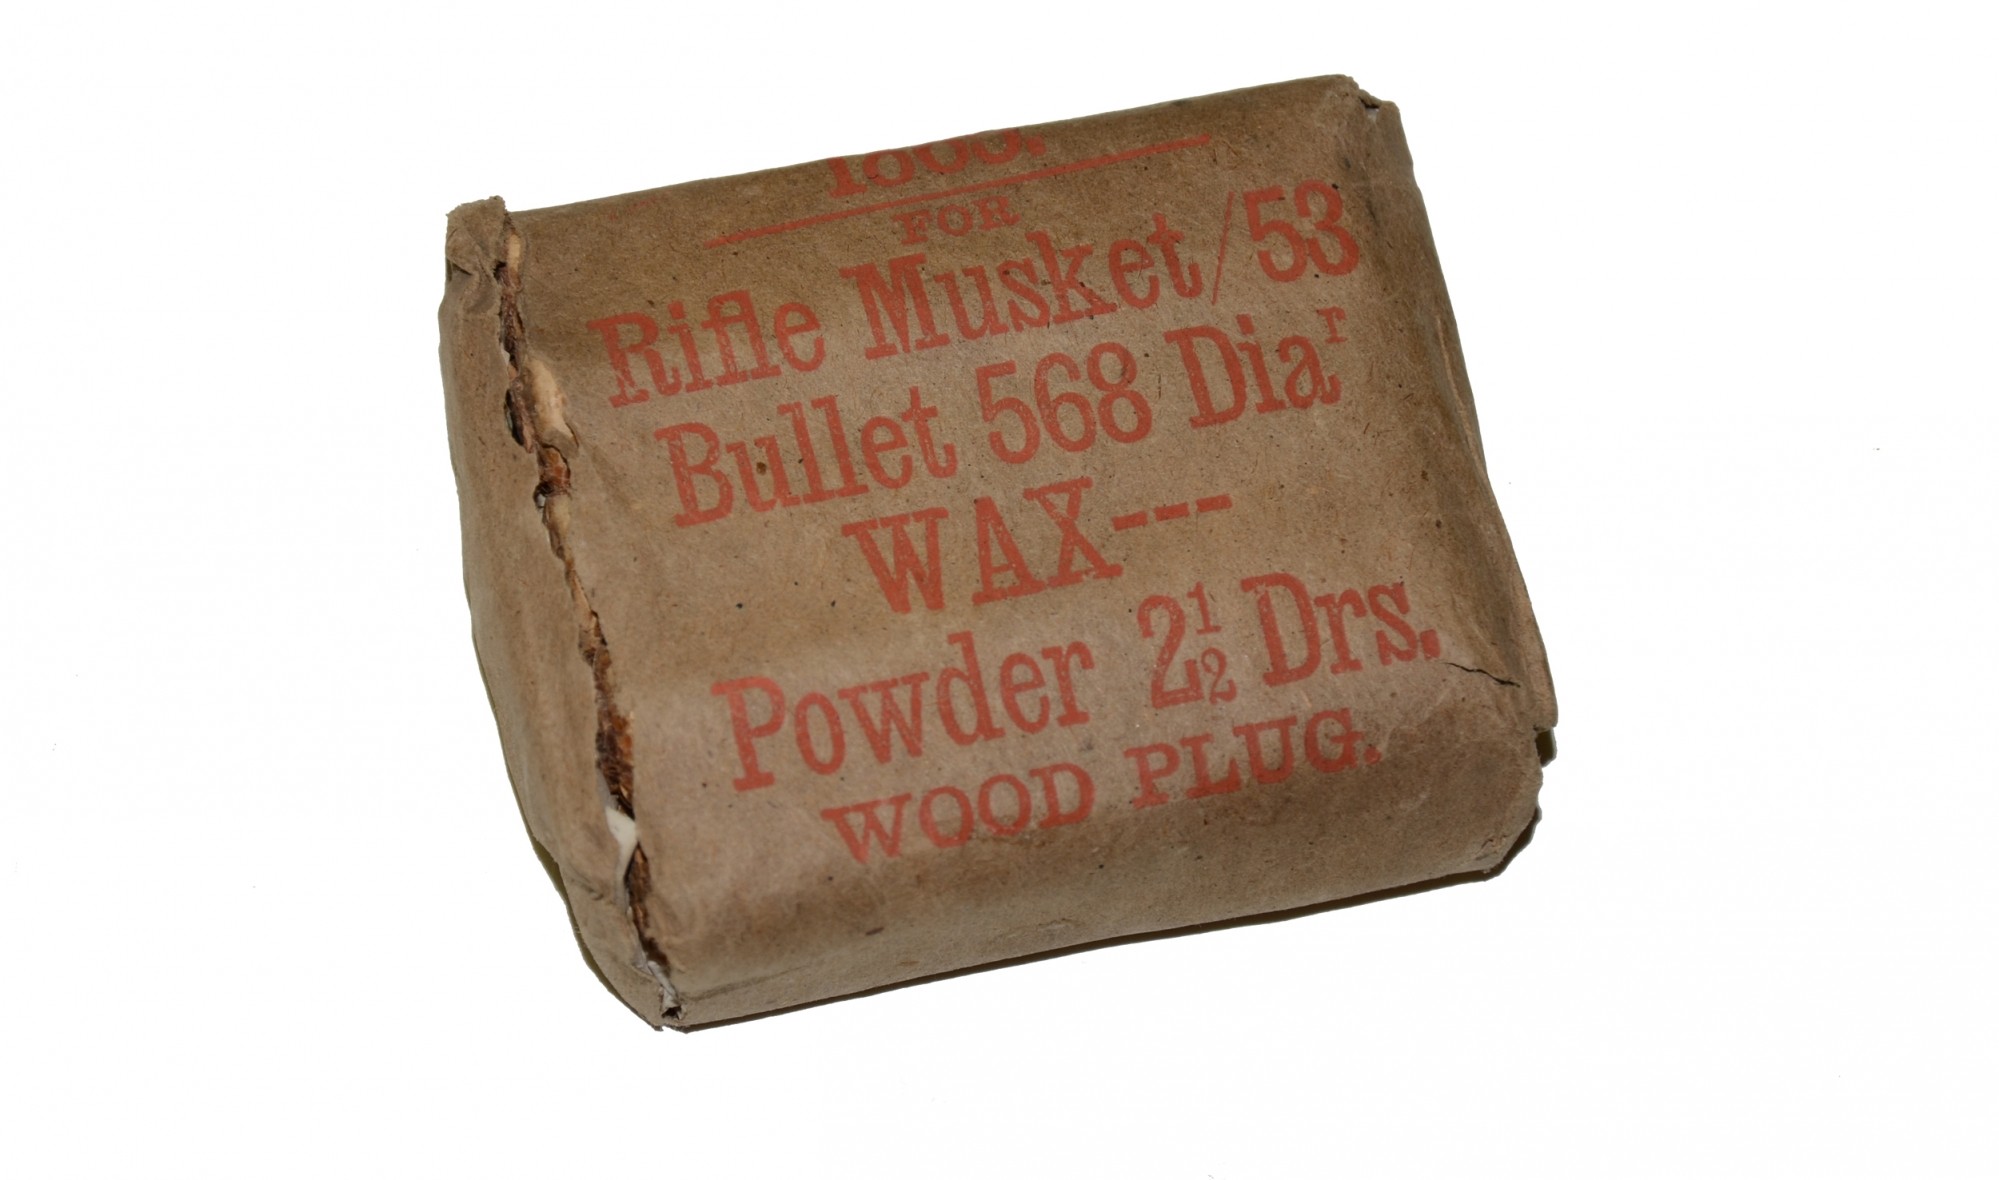 FOR
Rifle Musket/53
Bullet 568 Diaʳ
WAX---
Powder 2½ Drs.
WOOD PLUG.